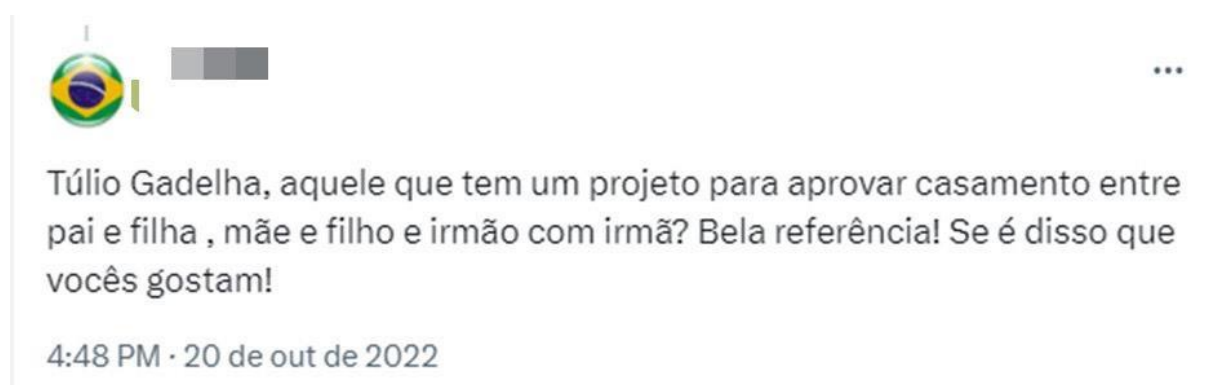 Túlio Gadelha, aquele que tem um projeto para aprovar casamento entre
pai e filha , mãe e filho e irmão com irmã? Bela referência! Se é disso que
vocês gostam!
4:48 PM · 20 de out de 2022